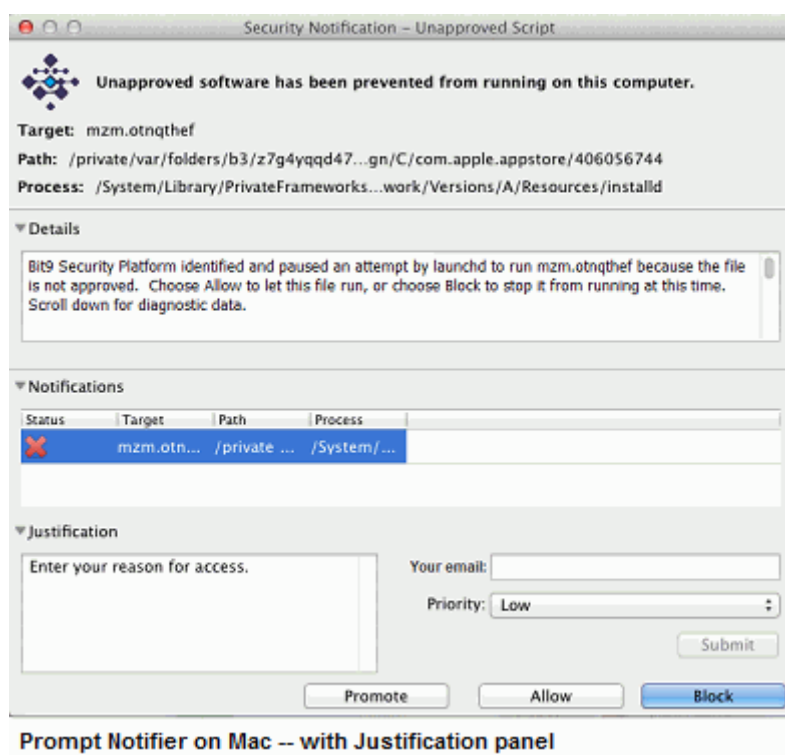 Security Notification – Unapproved Script
Unapproved software has been prevented from running on this computer.
Target: mzm.otnqthef
Path: /private/var/folders/b3/z7g4yqqd47...gn/C/com.apple.appstore/406056744
Process: /System/Library/PrivateFrameworks...work/Versions/A/Resources/installd
Details
Bit9 Security Platform identified and paused an attempt by launchd to run mzm.otnqthef because the file
is not approved. Choose Allow to let this file run, or choose Block to stop it from running at this time.
Scroll down for diagnostic data.
Notifications
Status Target Path Process
mzm.otn... /private ... /System/...
Justification
Enter your reason for access.
Your email:
Priority: Low
Submit
Promote Allow Block
Prompt Notifier on Mac -- with Justification panel